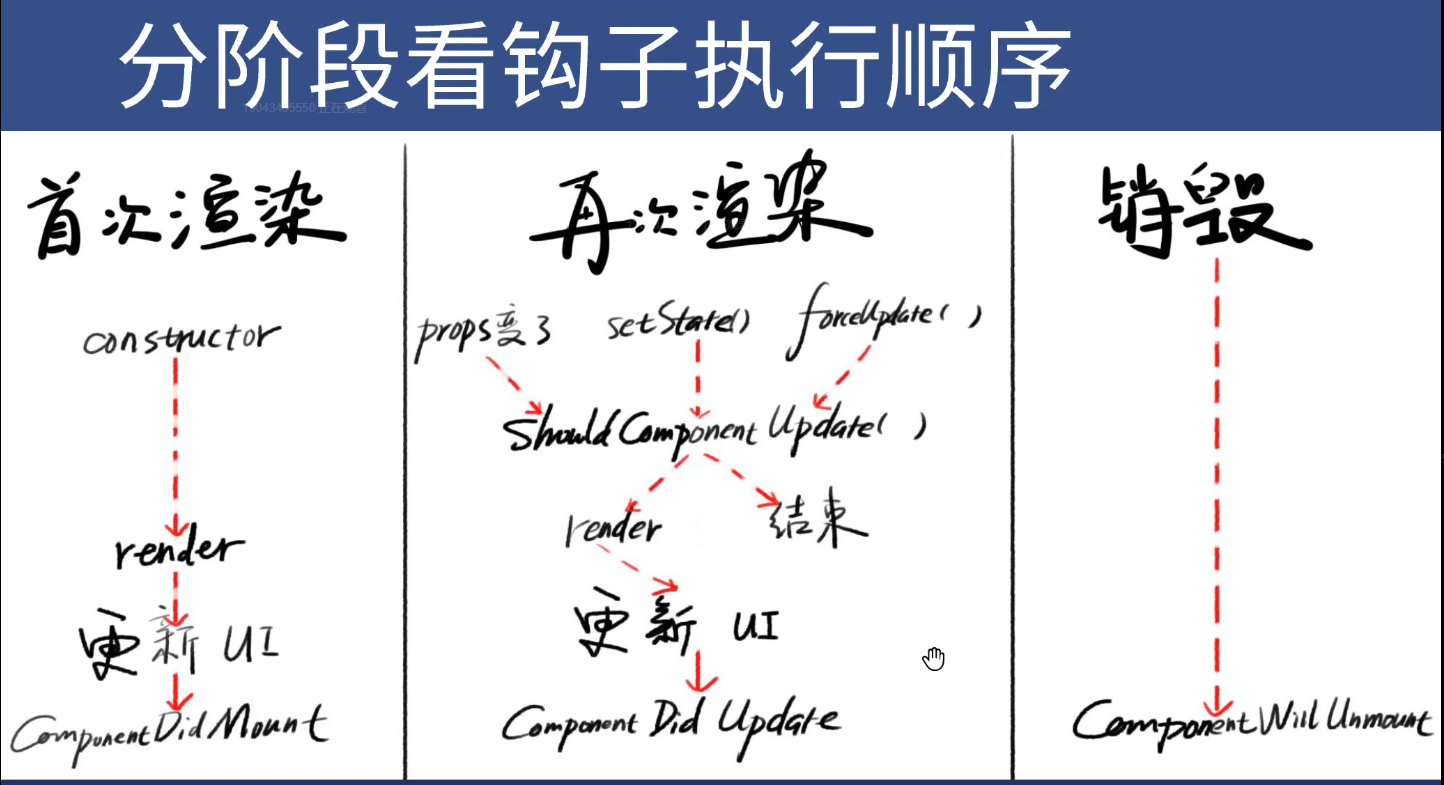 分阶段看钩子执行顺序
首次渲染
constructor
render
更新 UI
ComponentDidMount
再次渲染
props变了 setState() forceUpdate( )
ShouldComponentUpdate( )
render 结束
更新 UI
Component Did Update
销毁
ComponentWillUnmount